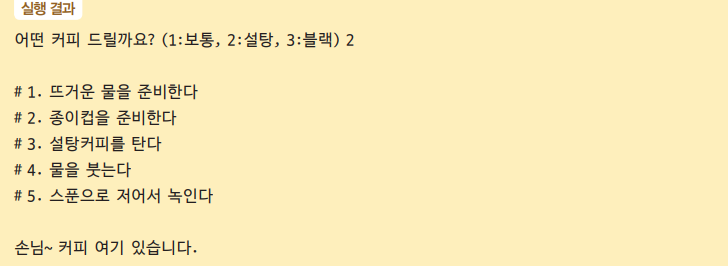 실행 결과
어떤 커피 드릴까요? (1:보통, 2:설탕, 3:블랙) 2
# 1. 뜨거운 물을 준비한다
# 2. 종이컵을 준비한다
# 3. 설탕커피를 탄다
# 4. 물을 붓는다
# 5. 스푼으로 저어서 녹인다
손님~ 커피 여기 있습니다.